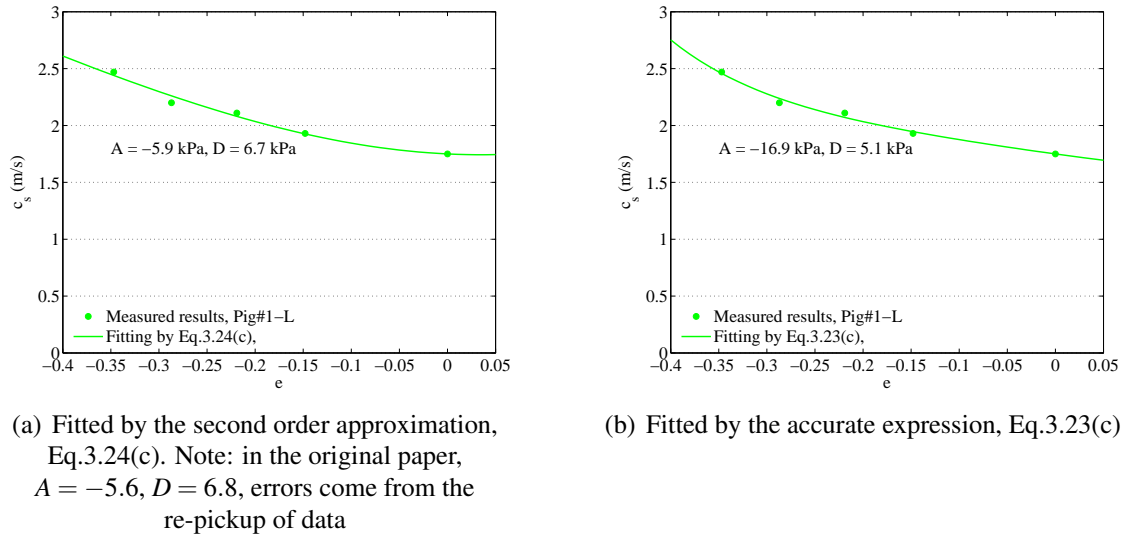 3
2.5
2
1.5
1
0.5
0
c_s (m/s)
A = −5.9 kPa, D = 6.7 kPa
Measured results, Pig#1−L
Fitting by Eq.3.24(c),
−0.4 −0.35 −0.3 −0.25 −0.2 −0.15 −0.1 −0.05 0 0.05
e
(a) Fitted by the second order approximation,
Eq.3.24(c). Note: in the original paper,
A = −5.6, D = 6.8, errors come from the
re-pickup of data
3
2.5
2
1.5
1
0.5
0
c_s (m/s)
A = −16.9 kPa, D = 5.1 kPa
Measured results, Pig#1−L
Fitting by Eq.3.23(c),
−0.4 −0.35 −0.3 −0.25 −0.2 −0.15 −0.1 −0.05 0 0.05
e
(b) Fitted by the accurate expression, Eq.3.23(c)